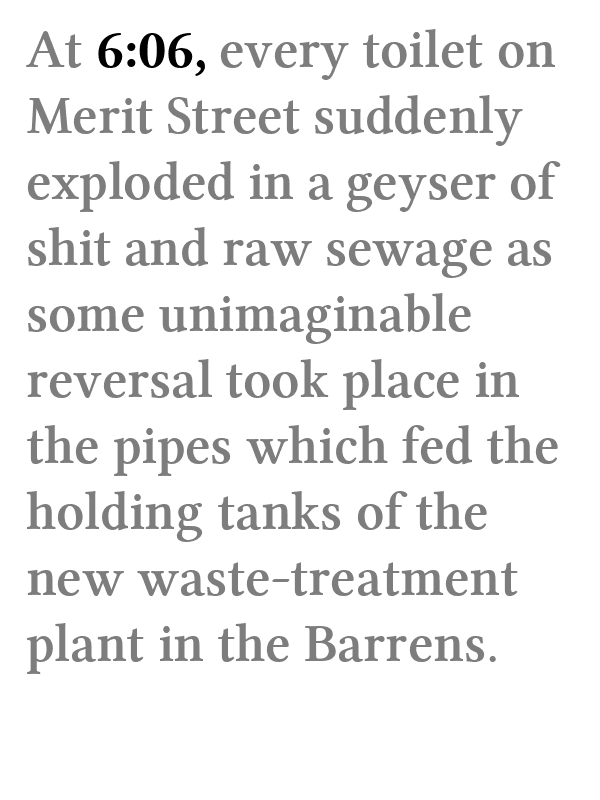 At 6:06, every toilet on
Merit Street suddenly
exploded in a geyser of
shit and raw sewage as
some unimaginable
reversal took place in
the pipes which fed the
holding tanks of the
new waste-treatment
plant in the Barrens.